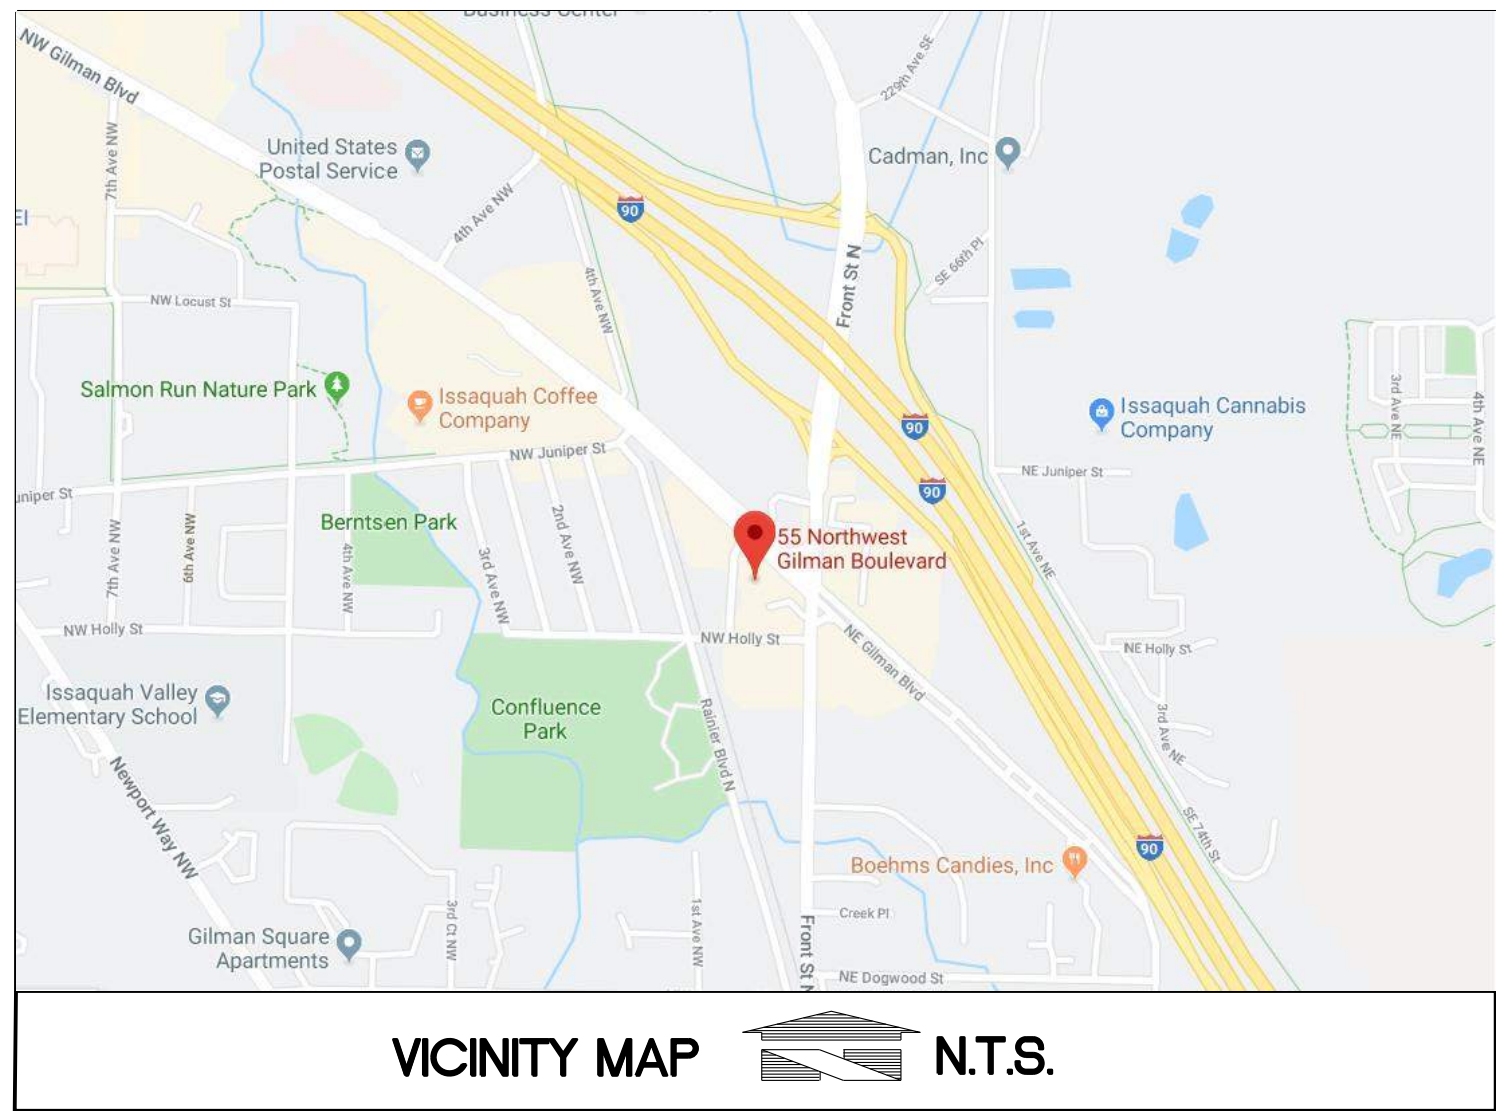 Business Center
NW Gilman Blvd
229th Ave SE
7th Ave NW
United States
Postal Service
Cadman, Inc
90
4th Ave NW
EI
SE 66th Pl
Front St N
4th Ave NW
NW Locust St
Salmon Run Nature Park
Issaquah Coffee
Company
3rd Ave NE
4th Ave NE
Issaquah Cannabis
Company
90
NW Juniper St
NE Juniper St
90
uniper St
Berntsen Park
7th Ave NW
6th Ave NW
4th Ave NW
3rd Ave NW
2nd Ave NW
55 Northwest
Gilman Boulevard
1st Ave NE
NW Holly St
NW Holly St
NE Gilman Blvd
NE Holly St
Issaquah Valley
Elementary School
Confluence
Park
Rainier Blvd N
3rd Ave NE
Newport Way NW
SE 74th St
90
Boehms Candies, Inc
3rd Ct NW
1st Ave NW
Creek Pl
Front St N
Gilman Square
Apartments
NE Dogwood St
VICINITY MAP N.T.S.